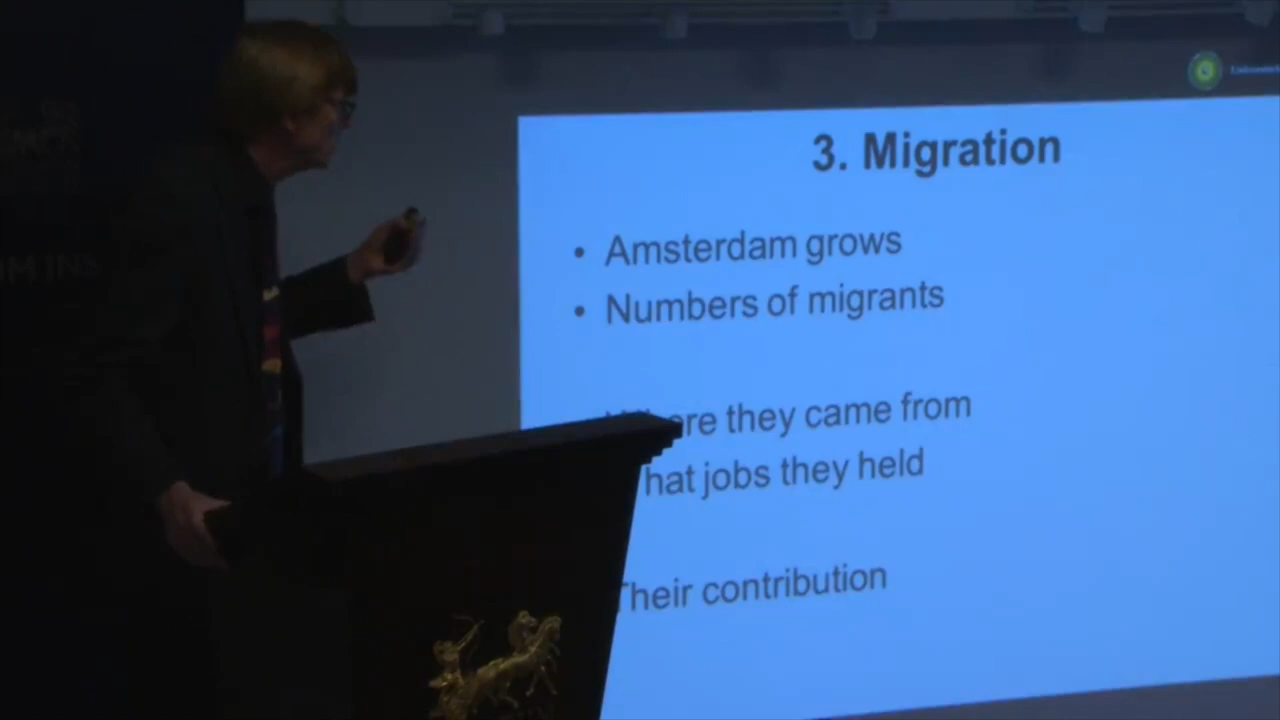 3. Migration
• Amsterdam grows
• Numbers of migrants
they came from
jobs they held
Their contribution